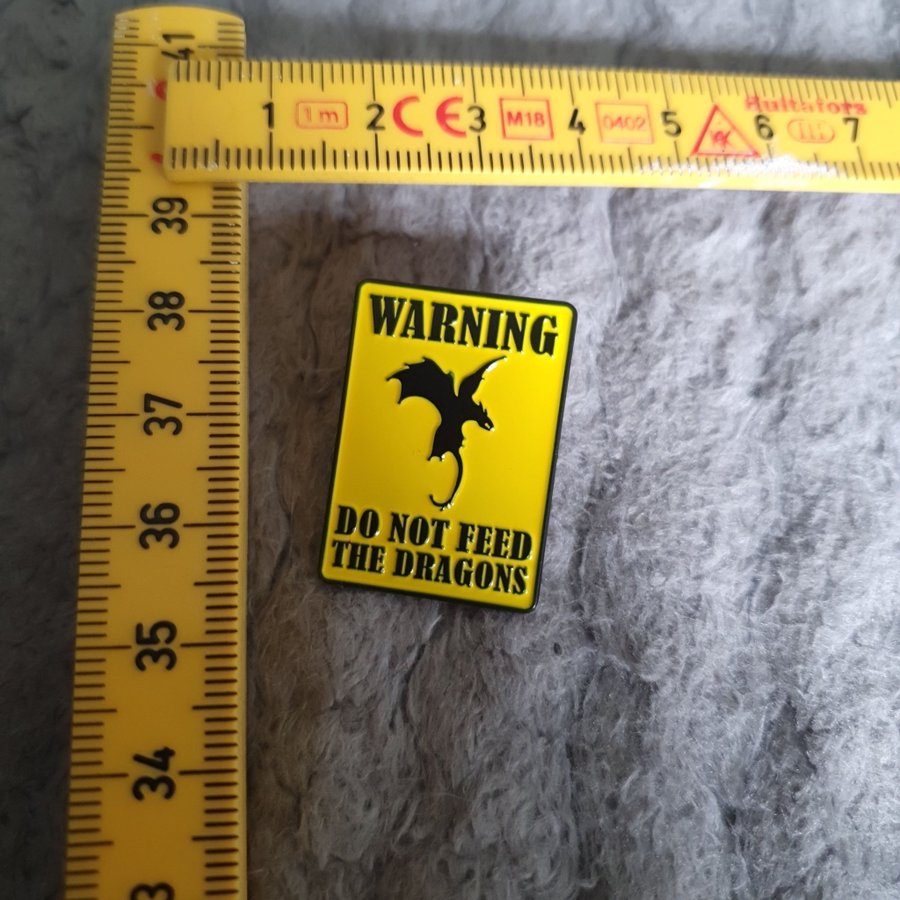 41
1 1m 2 CE 3 M18 4 0402 5 6 7
hultafors
39
38
37
36
35
34
WARNING
DO NOT FEED
THE DRAGONS